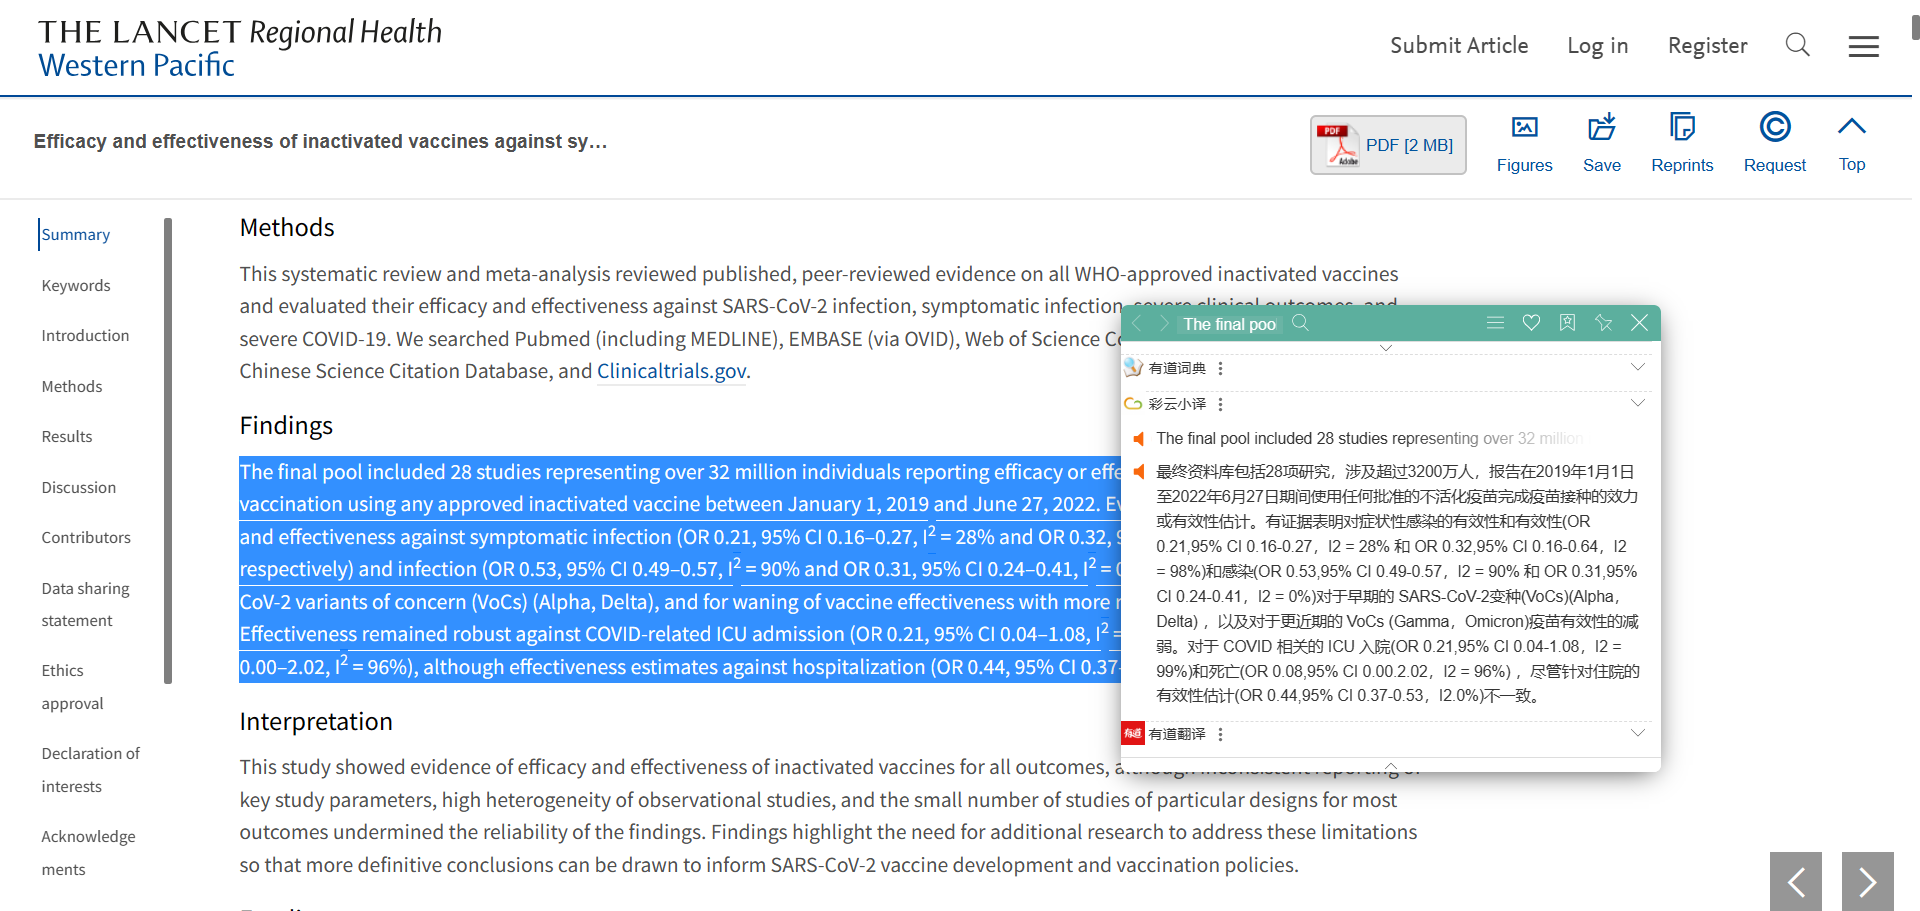 THE LANCET Regional Health
Western Pacific
Submit Article
Log in
Register
Efficacy and effectiveness of inactivated vaccines against sy...
PDF
Adobe
PDF [2 MB]
Figures
Save
Reprints
Request
Top
Summary
Keywords
Introduction
Methods
Results
Discussion
Contributors
Data sharing
statement
Ethics
approval
Declaration of
interests
Acknowledge
ments
Methods
This systematic review and meta-analysis reviewed published, peer-reviewed evidence on all WHO-approved inactivated vaccines
and evaluated their efficacy and effectiveness against SARS-CoV-2 infection, symptomatic infection, severe clinical outcomes, and
severe COVID-19. We searched Pubmed (including MEDLINE), EMBASE (via OVID), Web of Science
Chinese Science Citation Database, and Clinicaltrials.gov.
Findings
The final pool included 28 studies representing over 32 million individuals reporting efficacy or
vaccination using any approved inactivated vaccine between January 1, 2019 and June 27, 2022.
and effectiveness against symptomatic infection (OR 0.21, 95% CI 0.16–0.27, I² = 28% and OR 0.32,
respectively) and infection (OR 0.53, 95% CI 0.49–0.57, I² = 90% and OR 0.31, 95% CI 0.24–0.41, I² =
CoV-2 variants of concern (VoCs) (Alpha, Delta), and for waning of vaccine effectiveness with more
Effectiveness remained robust against COVID-related ICU admission (OR 0.21, 95% CI 0.04–1.08, I² =
0.00–2.02, I² = 96%), although effectiveness estimates against hospitalization (OR 0.44, 95% CI 0.37–
Interpretation
This study showed evidence of efficacy and effectiveness of inactivated vaccines for all outcomes, although inconsistent reporting of
key study parameters, high heterogeneity of observational studies, and the small number of studies of particular designs for most
outcomes undermined the reliability of the findings. Findings highlight the need for additional research to address these limitations
so that more definitive conclusions can be drawn to inform SARS-CoV-2 vaccine development and vaccination policies.
The final poo
有道词典
彩云小译
The final pool included 28 studies representing over 32 million
最终资料库包括28项研究，涉及超过3200万人，报告在2019年1月1日
至2022年6月27日期间使用任何批准的不活化疫苗完成疫苗接种的效力
或有效性估计。有证据表明对症状性感染的有效性和有效性(OR
0.21,95% CI 0.16-0.27，I2 = 28% 和 OR 0.32,95% CI 0.16-0.64，I2
= 98%)和感染(OR 0.53,95% CI 0.49-0.57，I2 = 90% 和 OR 0.31,95%
CI 0.24-0.41，I2 = 0%)对于早期的 SARS-CoV-2变种(VoCs)(Alpha，
Delta) ，以及对于更近期的 VoCs (Gamma，Omicron)疫苗有效性的减
弱。对于 COVID 相关的 ICU 入院(OR 0.21,95% CI 0.04-1.08，I2 =
99%)和死亡(OR 0.08,95% CI 0.00.2.02，I2 = 96%) ，尽管针对住院的
有效性估计(OR 0.44,95% CI 0.37-0.53，I2.0%)不一致。
有道
有道翻译